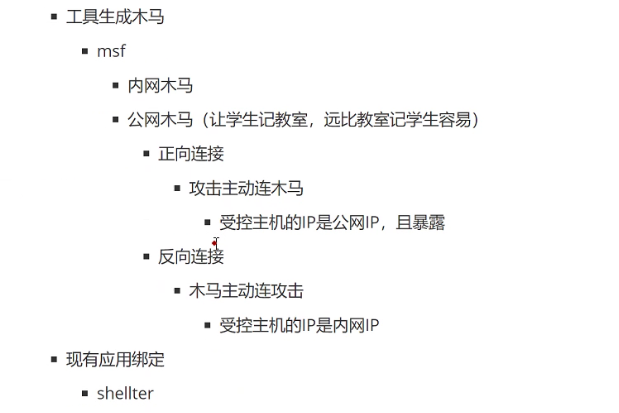 工具生成木马
msf
内网木马
公网木马（让学生记教室，远比教室记学生容易）
正向连接
攻击主动连木马
受控主机的IP是公网IP，且暴露
反向连接
木马主动连攻击
受控主机的IP是内网IP
现有应用绑定
shellter